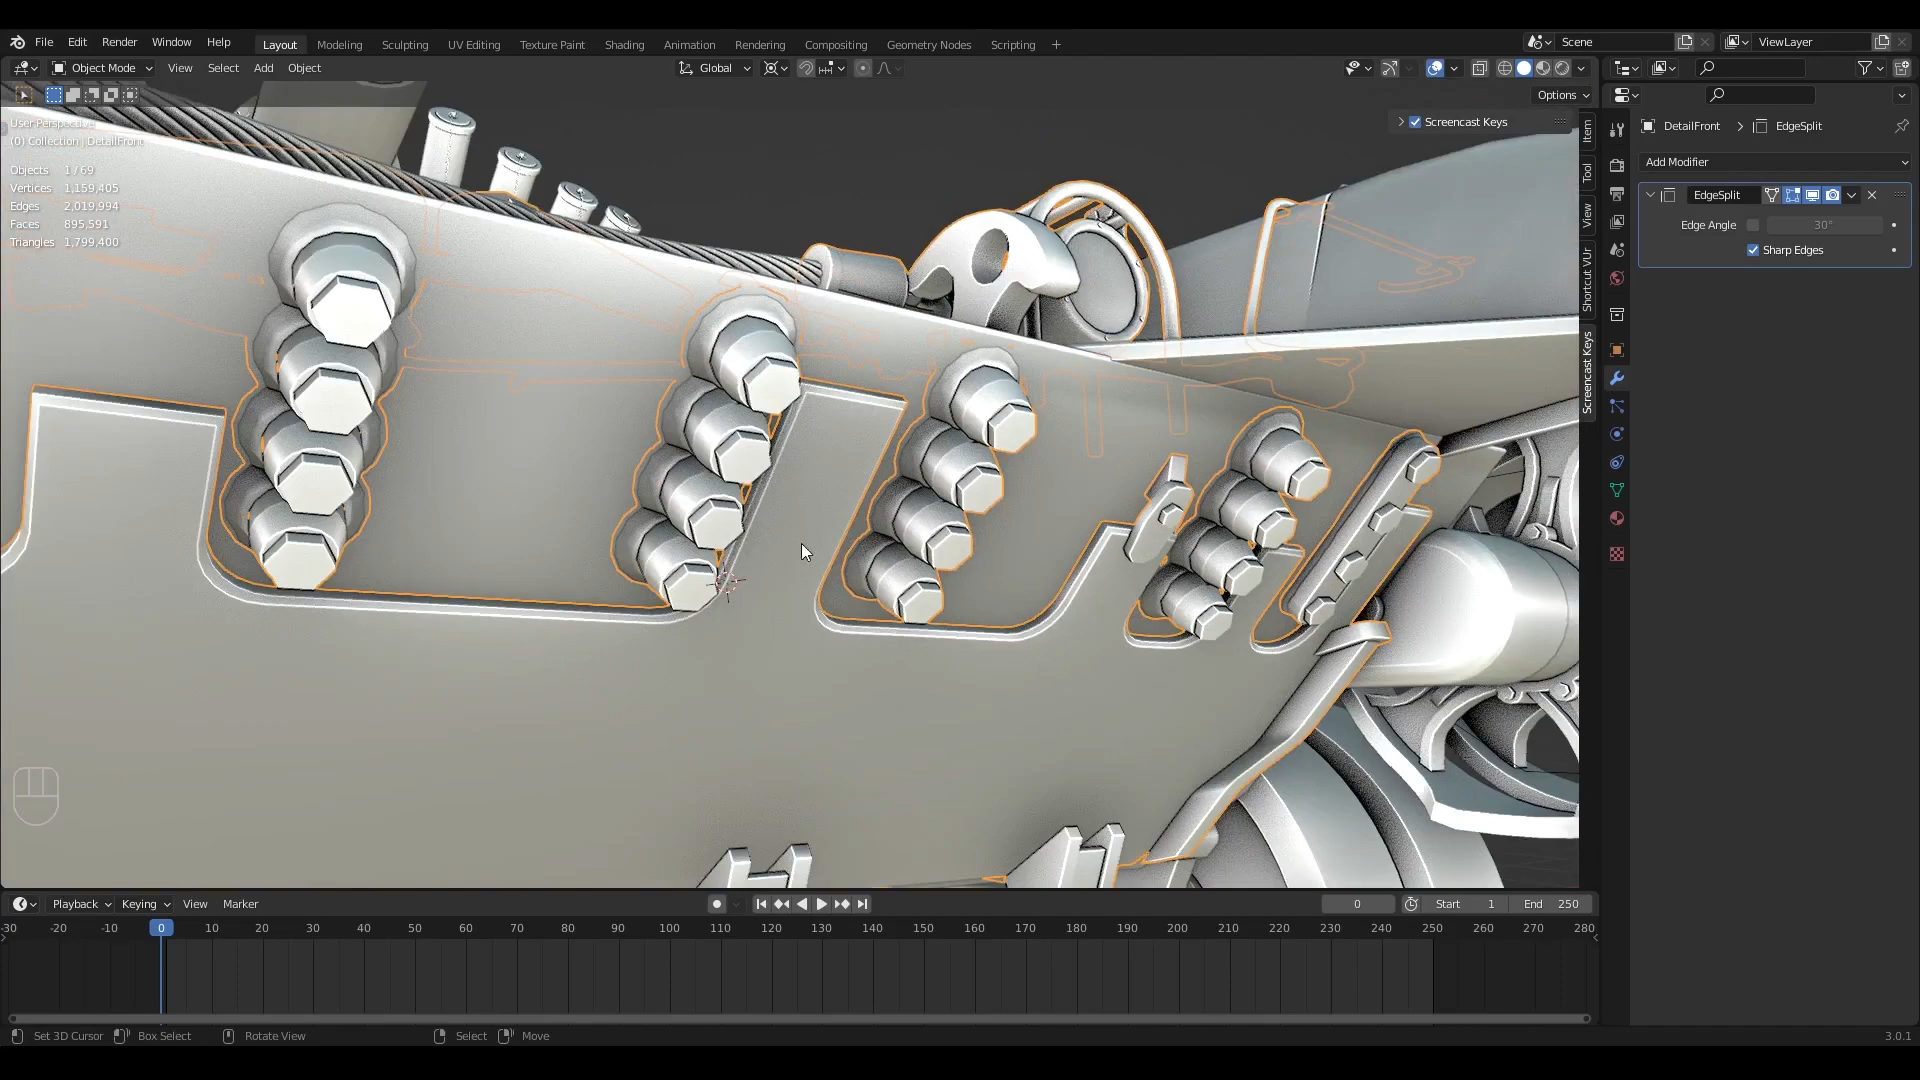 File Edit Render Window Help
Layout Modeling Sculpting UV Editing Texture Paint Shading Animation Rendering Compositing Geometry Nodes Scripting +
Scene
ViewLayer
Object Mode View Select Add Object
Global
Options
User Perspective
(0) Collection | DetailFront
Objects 1/69
Vertices 1,159,405
Edges 2,019,994
Faces 895,591
Triangles 1,799,400
Screencast Keys
Item
Tool
View
Shortcut VUr
Screencast Keys
DetailFront > EdgeSplit
Add Modifier
EdgeSplit
Edge Angle 30°
Sharp Edges
Playback Keying View Marker
0 Start 1 End 250
-30 -20 -10 0 10 20 30 40 50 60 70 80 90 100 110 120 130 140 150 160 170 180 190 200 210 220 230 240 250 260 270 280
Set 3D Cursor Box Select Rotate View Select Move
3.0.1